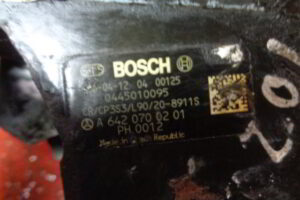 BOSCH
-04-12 04 00125
0445010095
CR/CP3S3/L90/20-8911S
A 642 070 02 01
PH 0012
Made in Czech Republic